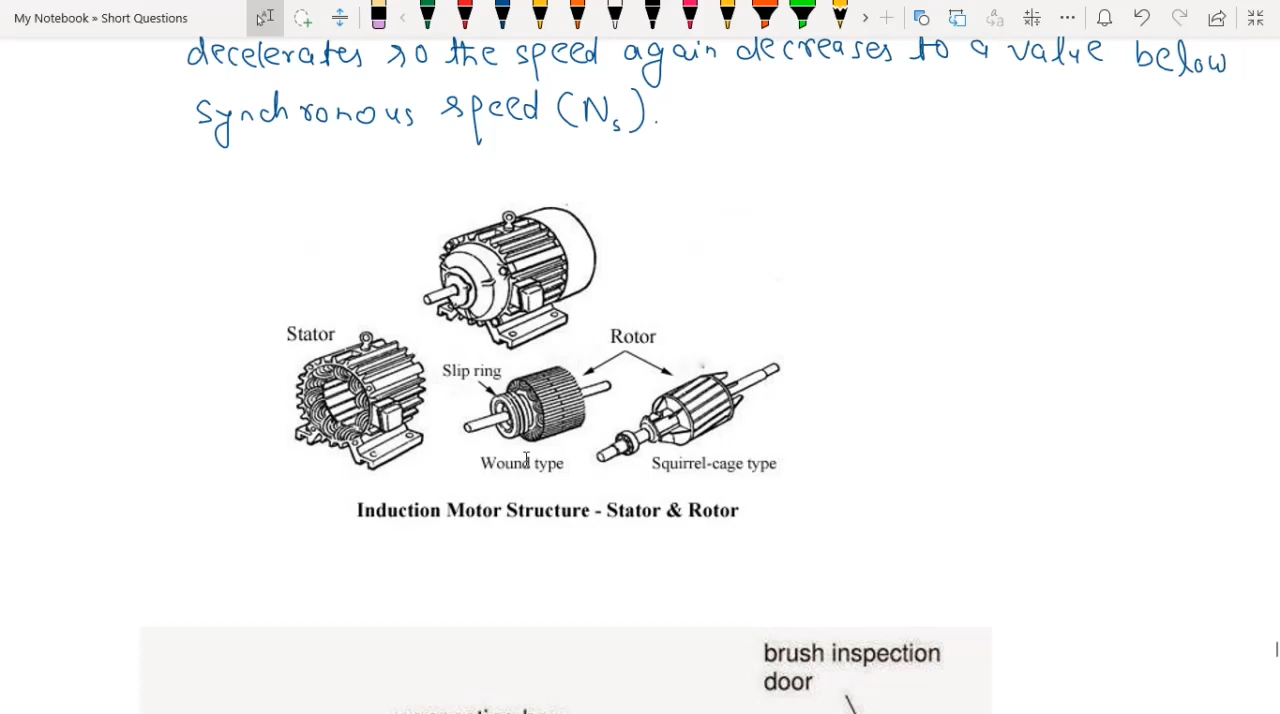 My Notebook » Short Questions
decelerates so the speed again decreases to a value below
synchronous speed (Ns).
Stator
Rotor
Slip ring
Wound type
Squirrel-cage type
Induction Motor Structure - Stator & Rotor
brush inspection
door